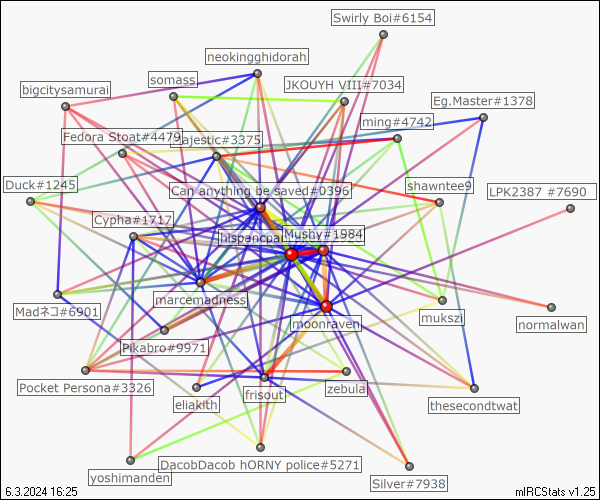 Swirly Boi#6154
neokingghidorah
somass
JKOUYH VIII#7034
bigcitysamurai
Eg.Master#1378
ming#4742
Fedora Stoat#4479
ajestic#3375
Duck#1245
Can anything be saved#0396
shawntee9
LPK2387 #7690
Cypha#1717
hispancpa
Mushy#1984
marcemadness
Madネコ#6901
moonraven
mukszi
normalwan
Pikabro#9971
Pocket Persona#3326
eliakith
frisout
zebula
thesecondtwat
yoshimanden
DacobDacob hORNY police#5271
Silver#7938
6.3.2024 16:25
mIRCStats v1.25